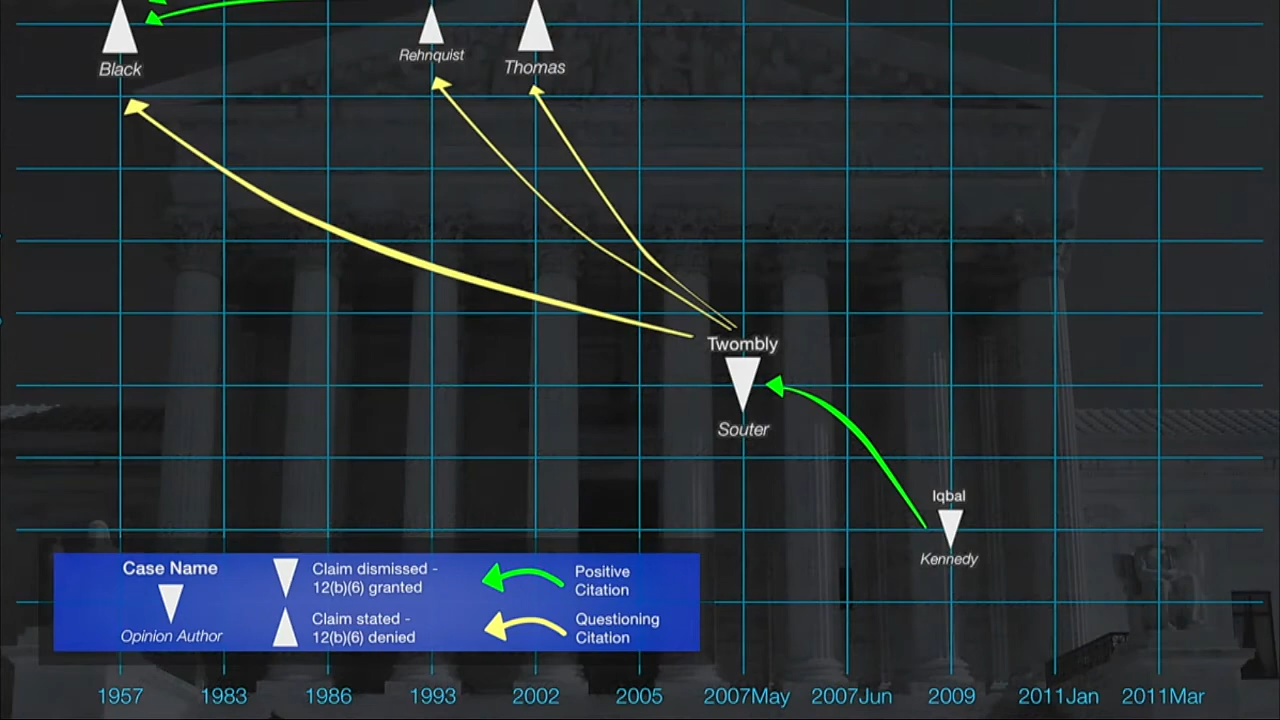 Black
Rehnquist
Thomas
Twombly
Souter
Iqbal
Kennedy
Case Name
Opinion Author
Claim dismissed -
12(b)(6) granted
Claim stated -
12(b)(6) denied
Positive
Citation
Questioning
Citation
1957
1983
1986
1993
2002
2005
2007May
2007Jun
2009
2011Jan
2011Mar